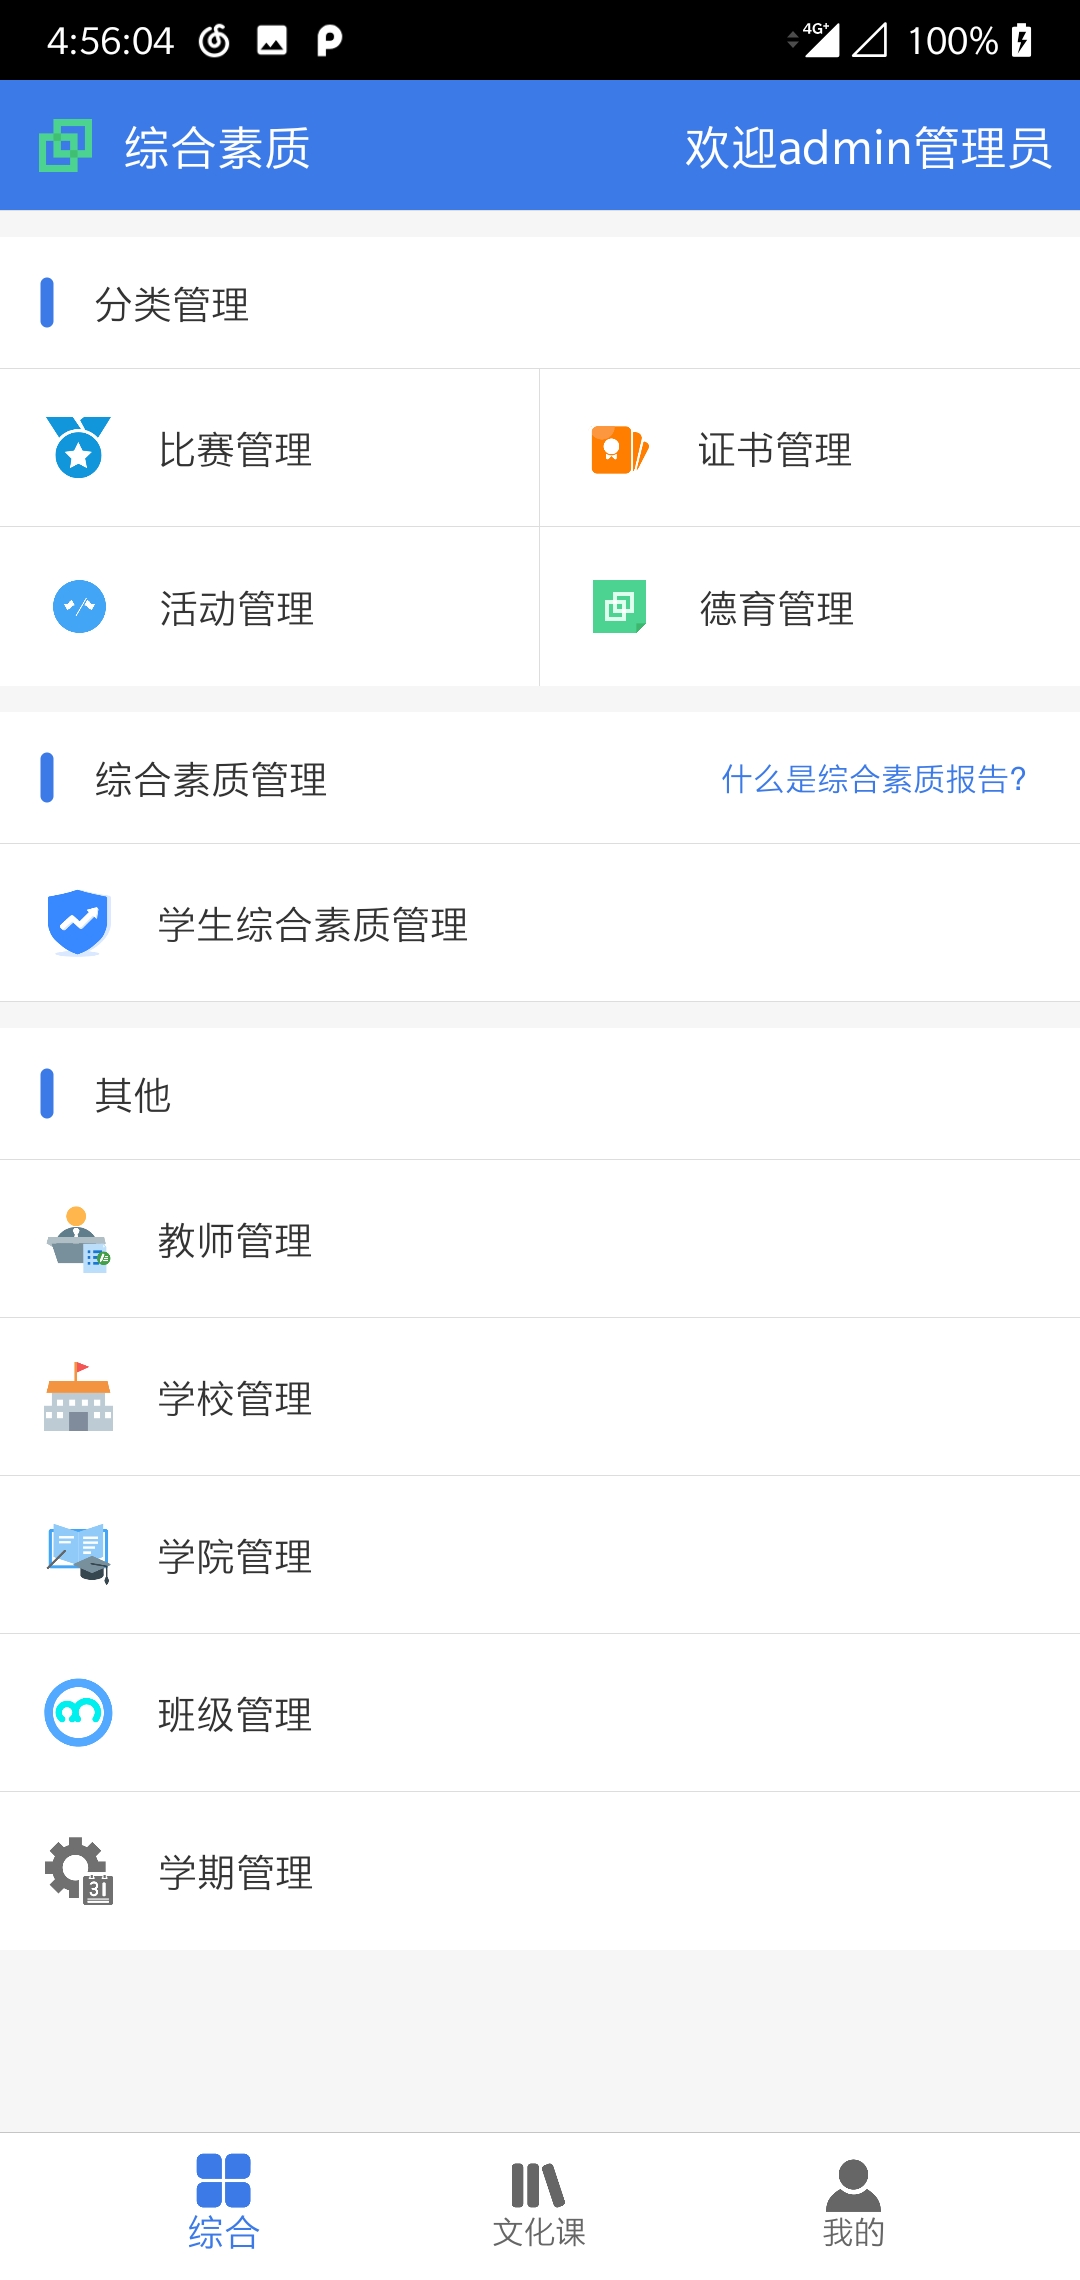 4:56:04 4G+ 100%
综合素质 欢迎admin管理员
分类管理
比赛管理 证书管理
活动管理 德育管理
综合素质管理 什么是综合素质报告?
学生综合素质管理
其他
教师管理
学校管理
学院管理
班级管理
31
学期管理
综合 文化课 我的